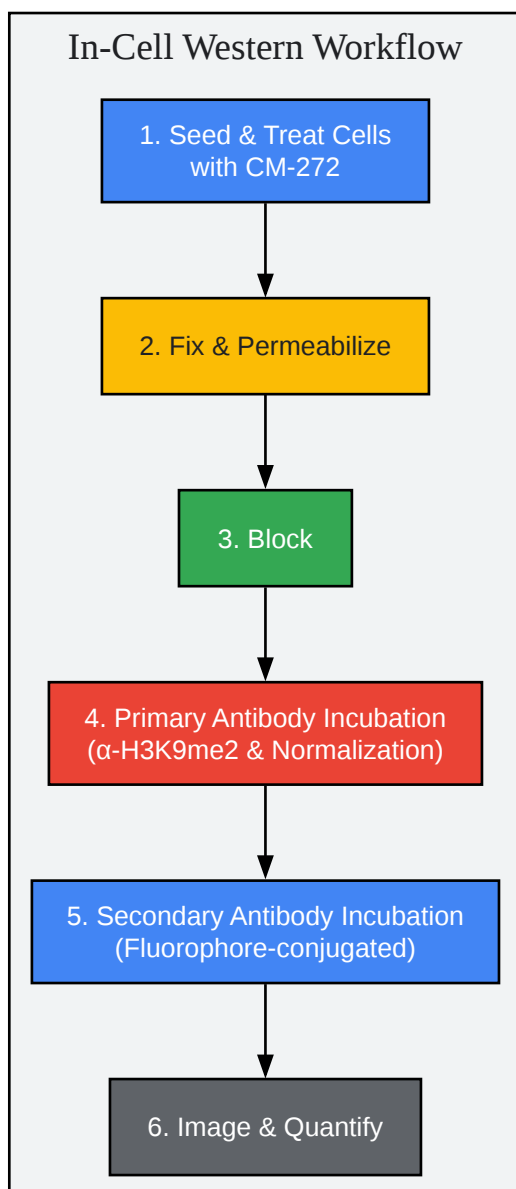 In-Cell Western Workflow
1. Seed & Treat Cells
with CM-272
2. Fix & Permeabilize
3. Block
4. Primary Antibody Incubation
(α-H3K9me2 & Normalization)
5. Secondary Antibody Incubation
(Fluorophore-conjugated)
6. Image & Quantify